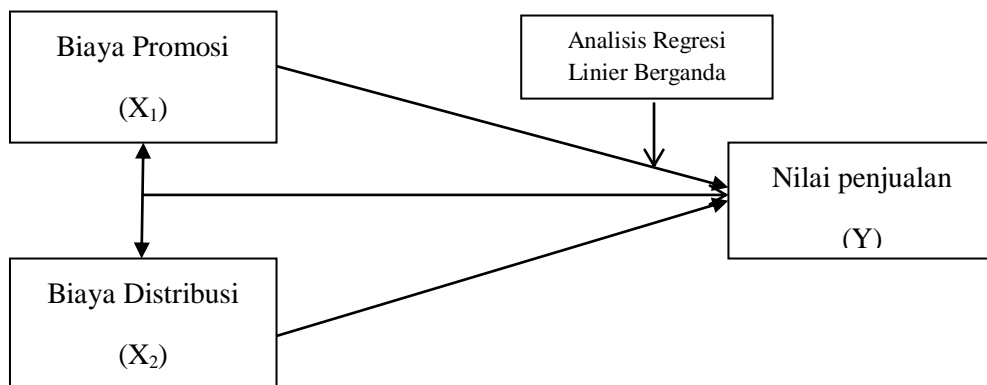 Biaya Promosi
(X₁)
Analisis Regresi
Linier Berganda
Nilai penjualan
(Y)
Biaya Distribusi
(X₂)